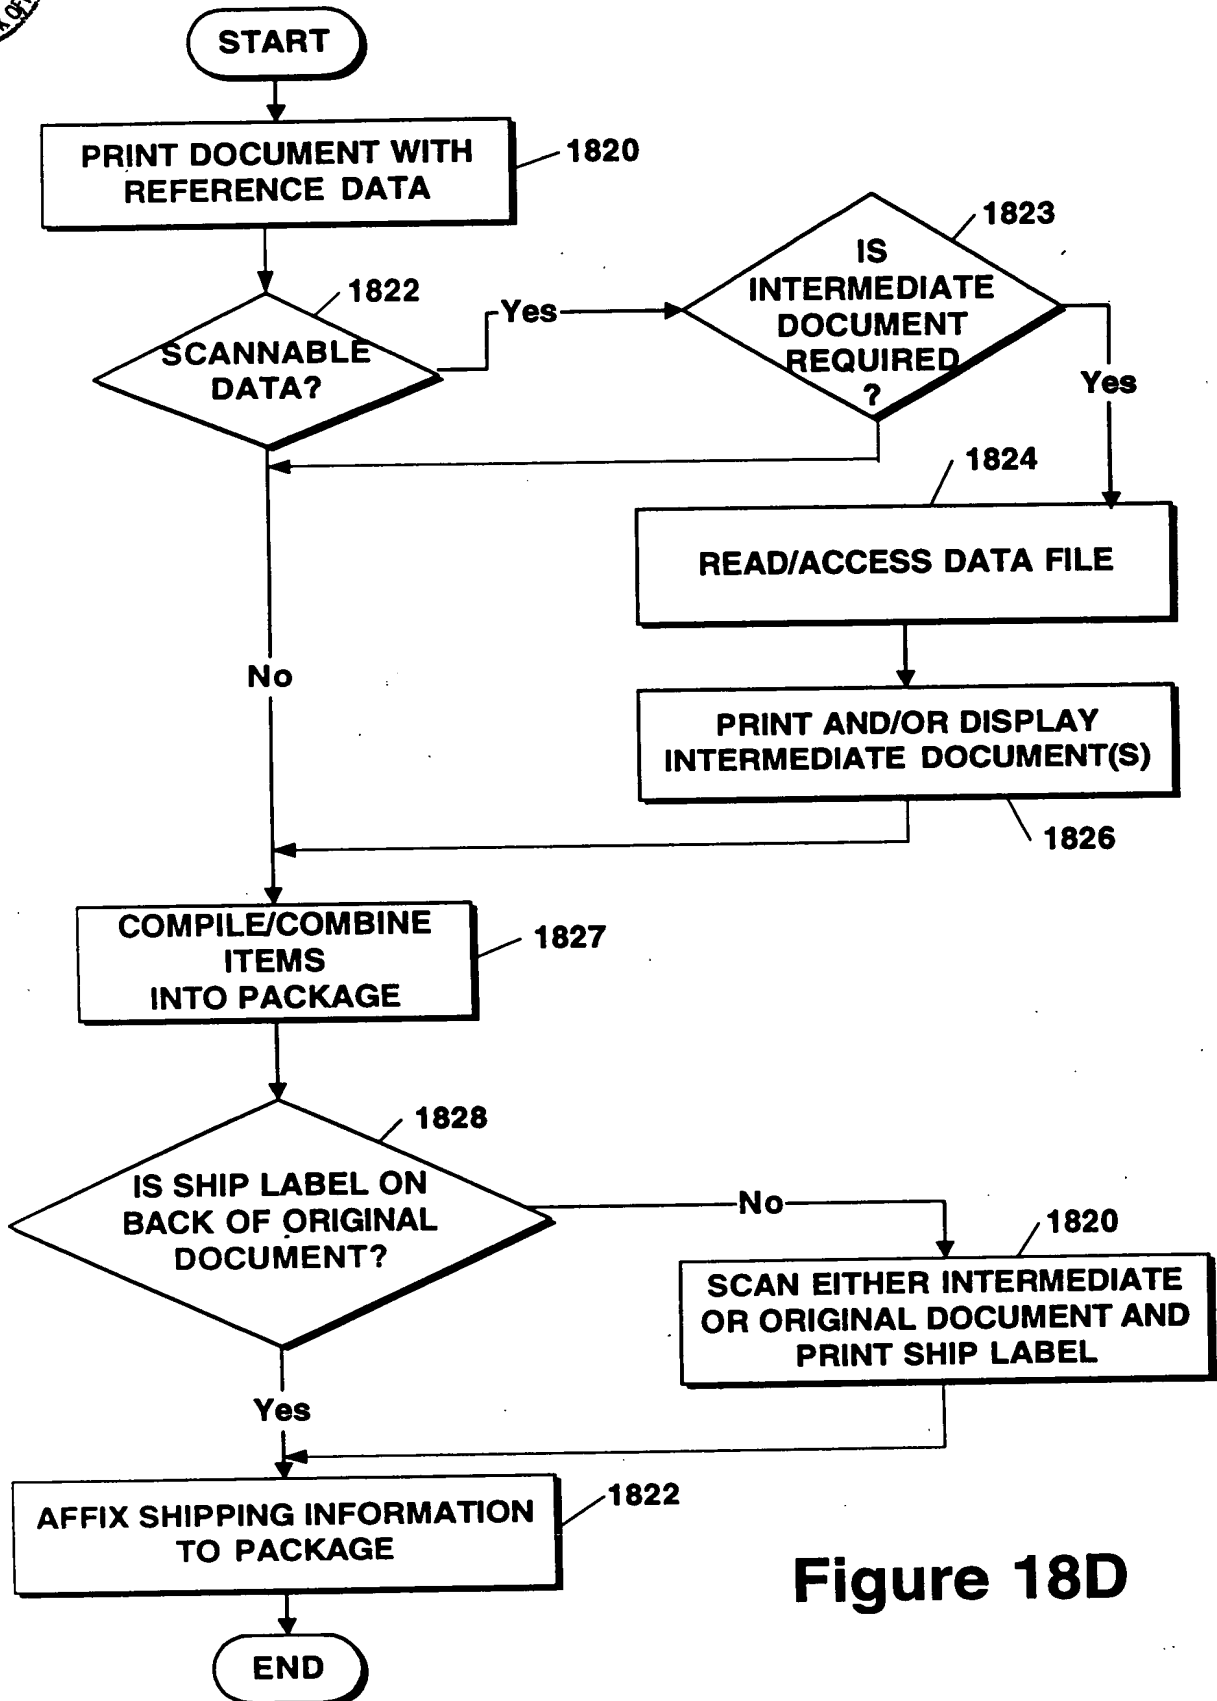 START
PRINT DOCUMENT WITH
REFERENCE DATA
1820
1823
IS
INTERMEDIATE
DOCUMENT
REQUIRED
?
1822
SCANNABLE
DATA?
Yes
Yes
1824
READ/ACCESS DATA FILE
No
PRINT AND/OR DISPLAY
INTERMEDIATE DOCUMENT(S)
1826
COMPILE/COMBINE
ITEMS
INTO PACKAGE
1827
1828
IS SHIP LABEL ON
BACK OF ORIGINAL
DOCUMENT?
No
1820
SCAN EITHER INTERMEDIATE
OR ORIGINAL DOCUMENT AND
PRINT SHIP LABEL
Yes
AFFIX SHIPPING INFORMATION
TO PACKAGE
1822
Figure 18D
END